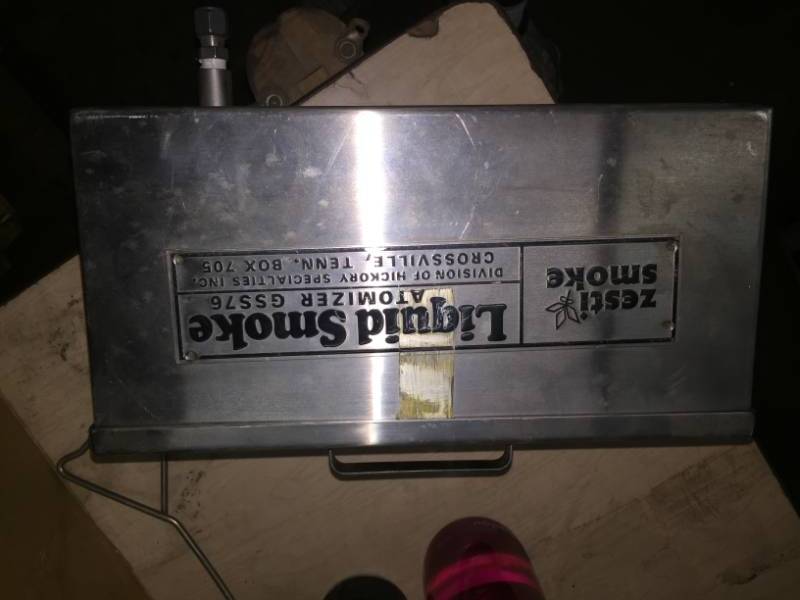 zesti
smoke
Liquid Smoke
ATOMIZER GSS76
DIVISION OF HICKORY SPECIALTIES INC.
CROSSVILLE, TENN. BOX 705